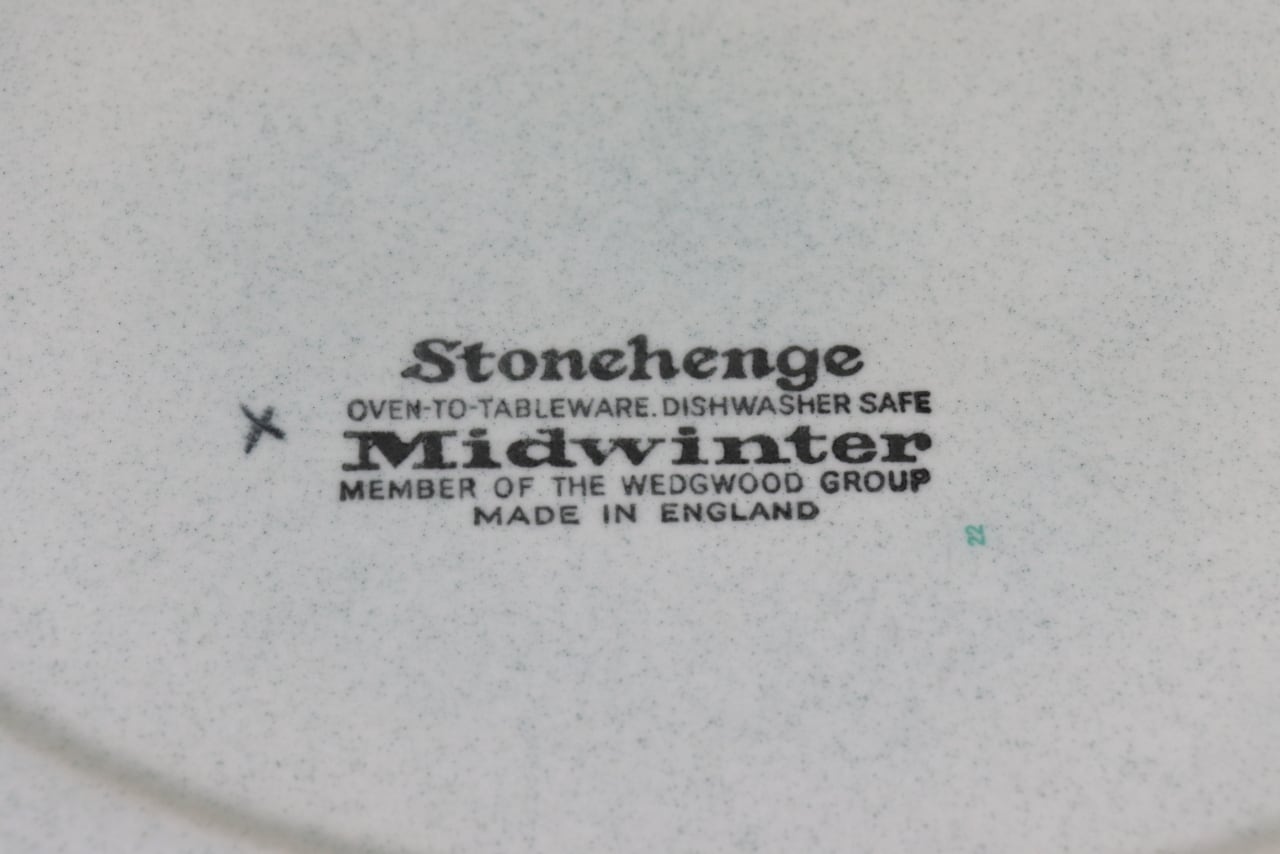 Stonehenge
OVEN-TO-TABLEWARE. DISHWASHER SAFE
Midwinter
MEMBER OF THE WEDGWOOD GROUP
MADE IN ENGLAND
x
22